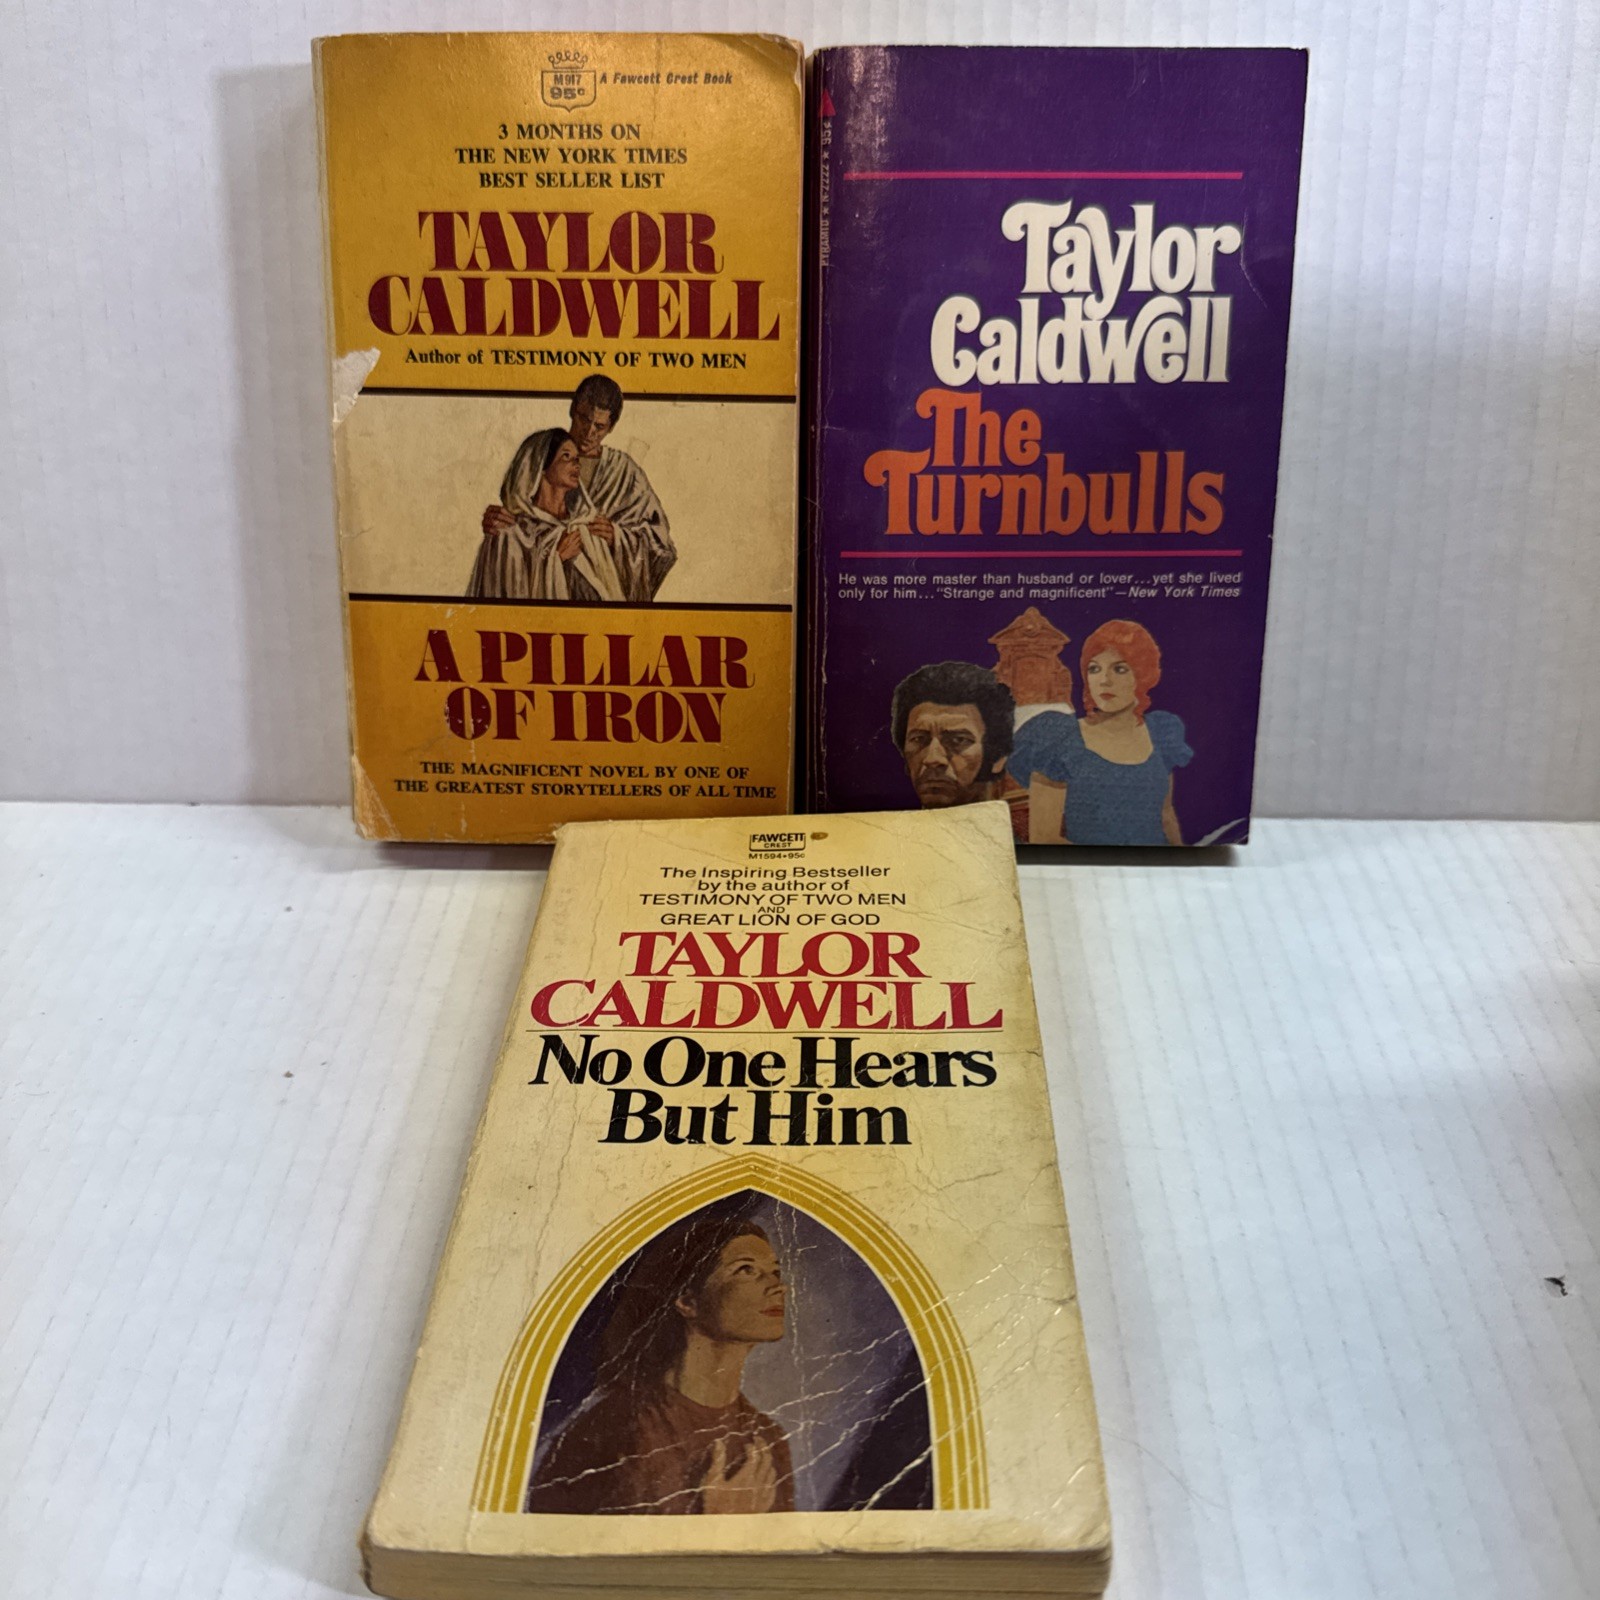 M917
95¢
A Fawcett Crest Book
3 MONTHS ON
THE NEW YORK TIMES
BEST SELLER LIST
TAYLOR
CALDWELL
Author of TESTIMONY OF TWO MEN
A PILLAR
OF IRON
THE MAGNIFICENT NOVEL BY ONE OF
THE GREATEST STORYTELLERS OF ALL TIME
PYRAMID ★ N-2222 ★ 95¢
Taylor
Caldwell
The
Turnbulls
He was more master than husband or lover...yet she lived
only for him..."Strange and magnificent"—New York Times
FAWCETT
CREST
M1594•95c
The Inspiring Bestseller
by the author of
TESTIMONY OF TWO MEN
AND
GREAT LION OF GOD
TAYLOR
CALDWELL
No One Hears
But Him